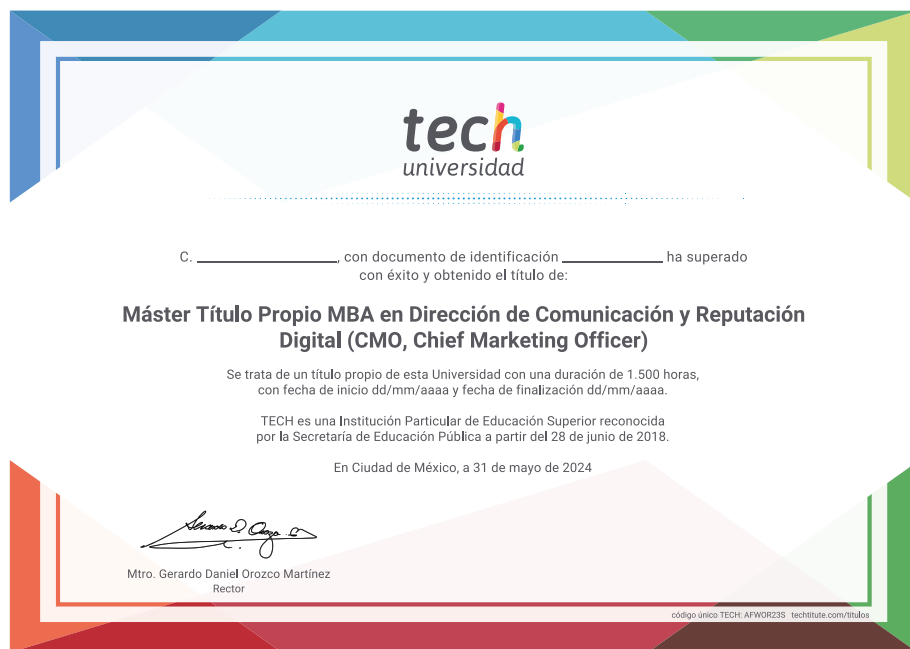 tech
universidad
C. ____________________, con documento de identificación ______________ ha superado
con éxito y obtenido el título de:
Máster Título Propio MBA en Dirección de Comunicación y Reputación
Digital (CMO, Chief Marketing Officer)
Se trata de un título propio de esta Universidad con una duración de 1.500 horas,
con fecha de inicio dd/mm/aaaa y fecha de finalización dd/mm/aaaa.
TECH es una Institución Particular de Educación Superior reconocida
por la Secretaría de Educación Pública a partir del 28 de junio de 2018.
En Ciudad de México, a 31 de mayo de 2024
Mtro. Gerardo Daniel Orozco Martínez
Rector
código único TECH: AFWOR23S techtitute.com/titulos